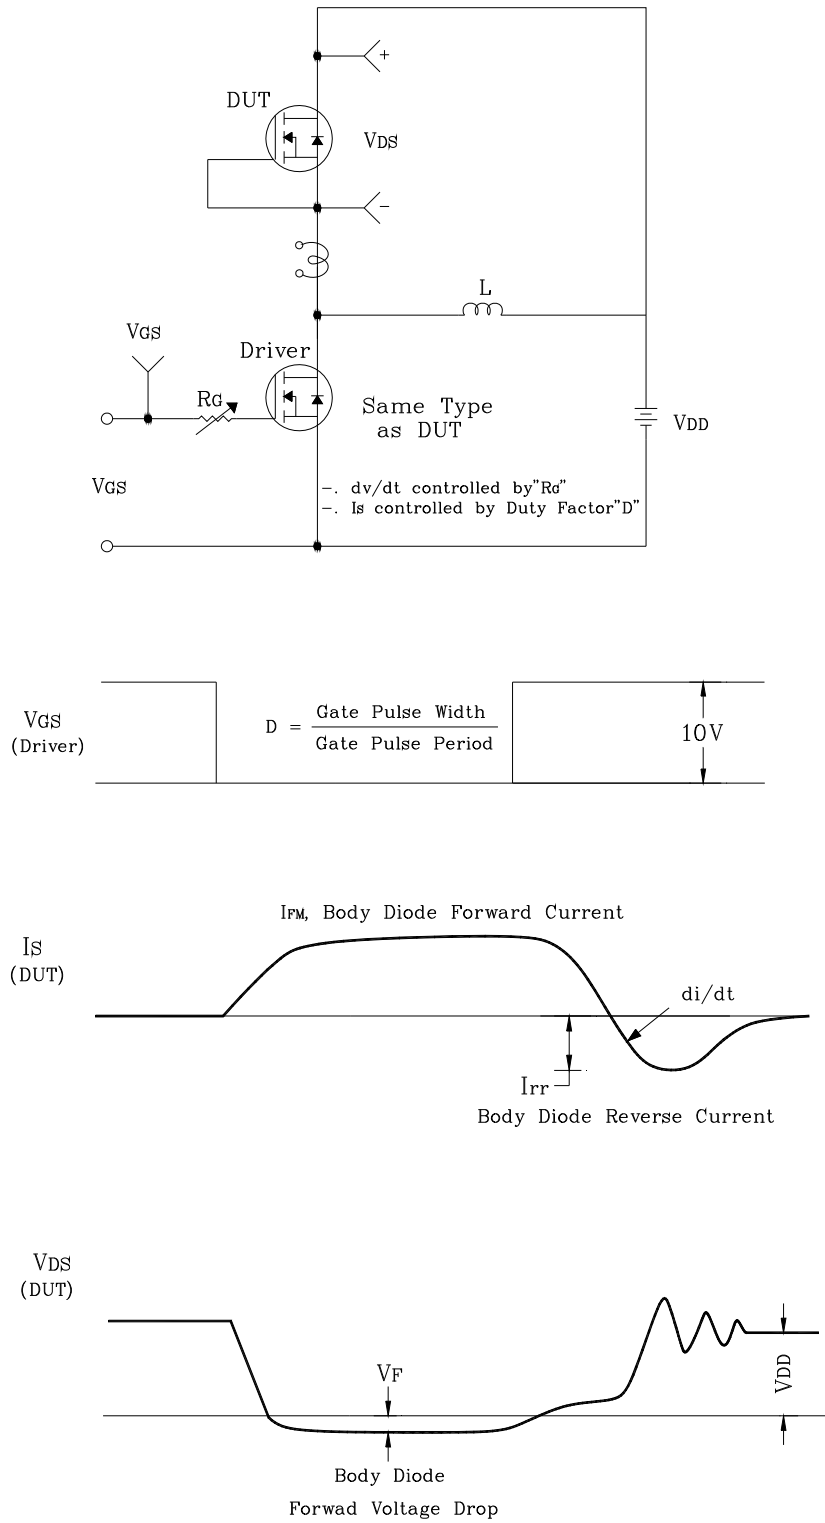 +
DUT
VDS
−
L
VGS
Driver
RG
Same Type
as DUT
VDD
VGS
−. dv/dt controlled by"RG"
−. Is controlled by Duty Factor"D"
VGS
(Driver)
D = Gate Pulse Width
Gate Pulse Period
10V
IFM, Body Diode Forward Current
IS
(DUT)
di/dt
Irr
Body Diode Reverse Current
VDS
(DUT)
VF
VDD
Body Diode
Forwad Voltage Drop